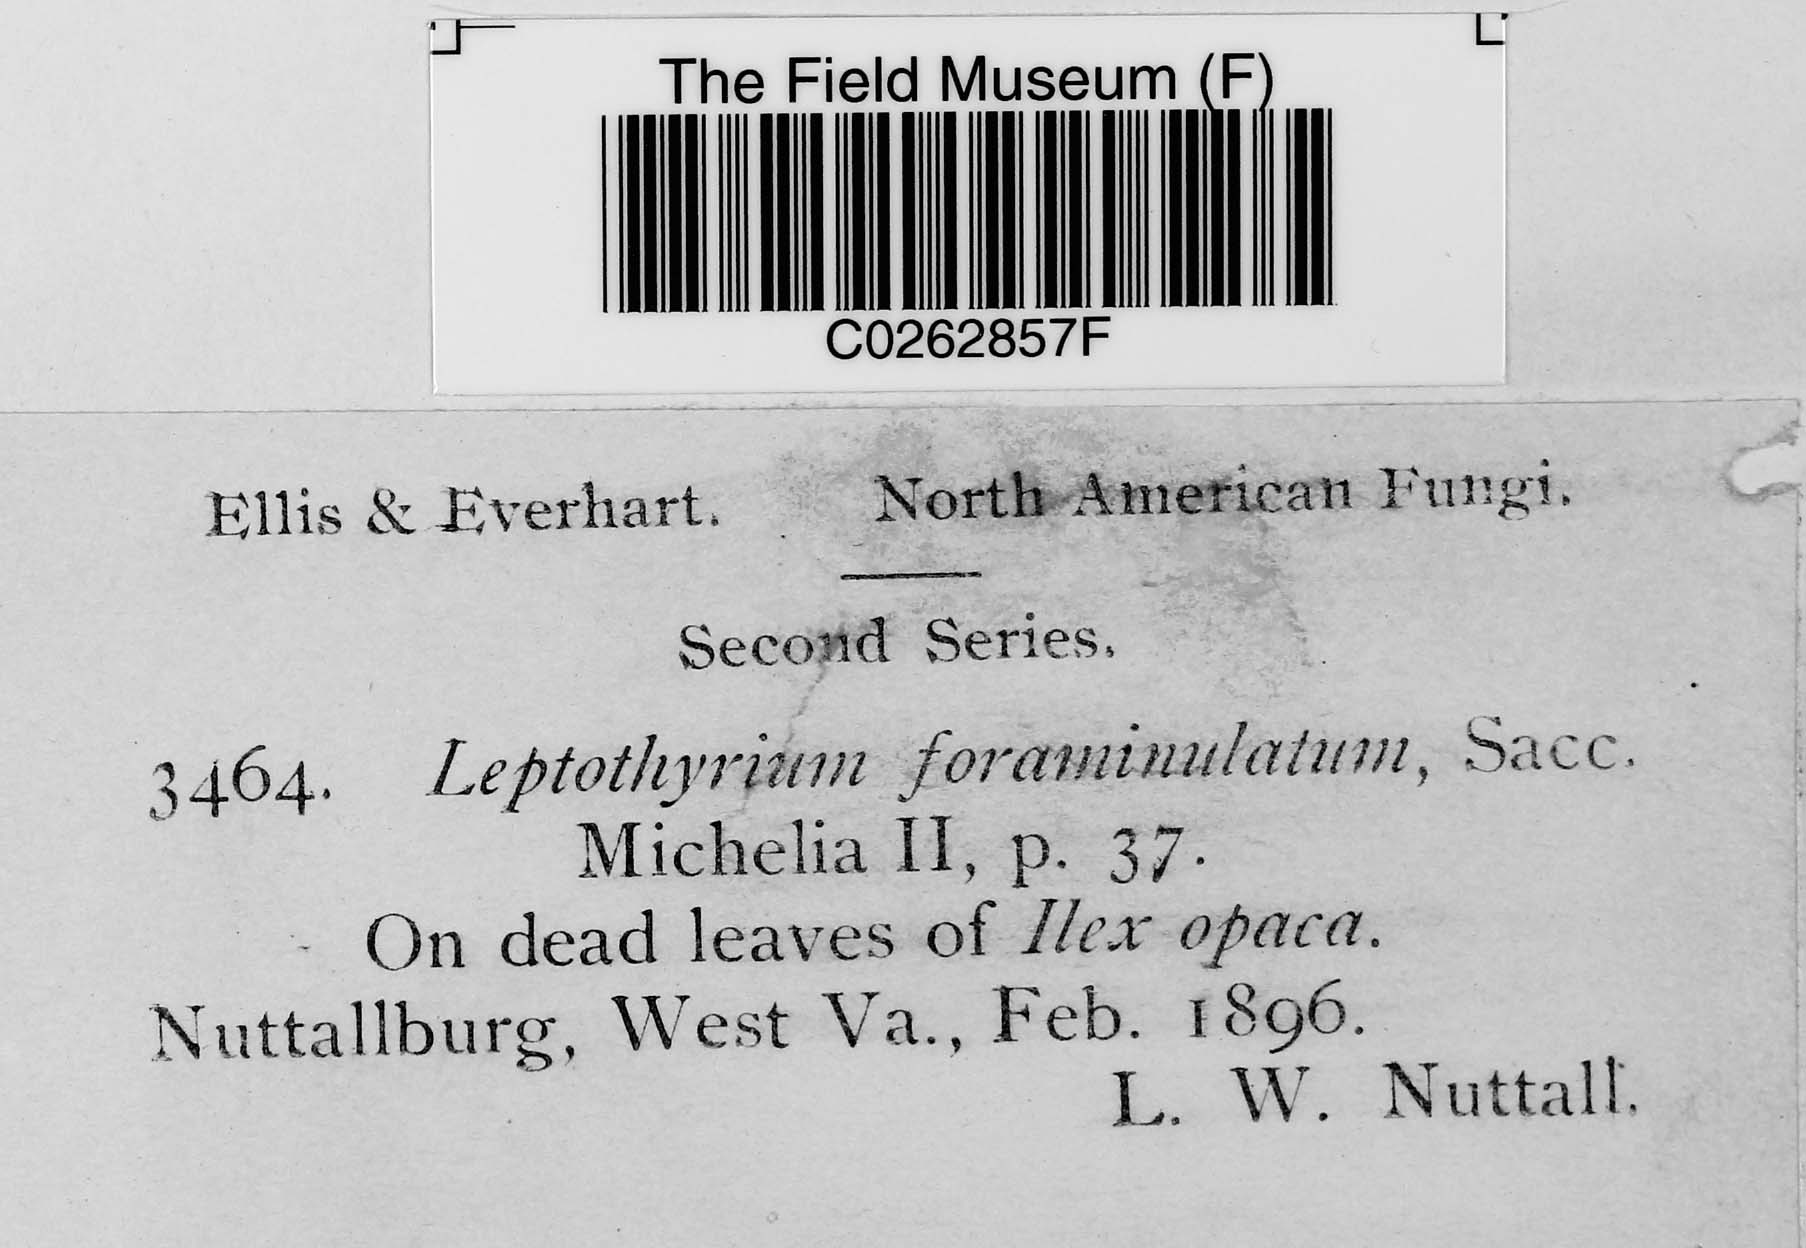 The Field Museum (F)
C0262857F
Ellis & Everhart. North American Fungi.
Second Series.
3464. Leptothyrium foraminulatum, Sacc.
Michelia II, p. 37.
On dead leaves of Ilex opaca.
Nuttallburg, West Va., Feb. 1896.
L. W. Nuttall.